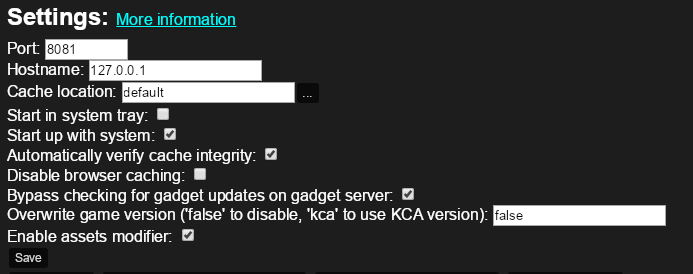 Settings: More information
Port: 8081
Hostname: 127.0.0.1
Cache location: default ...
Start in system tray:
Start up with system:
Automatically verify cache integrity:
Disable browser caching:
Bypass checking for gadget updates on gadget server:
Overwrite game version ('false' to disable, 'kca' to use KCA version): false
Enable assets modifier:
Save